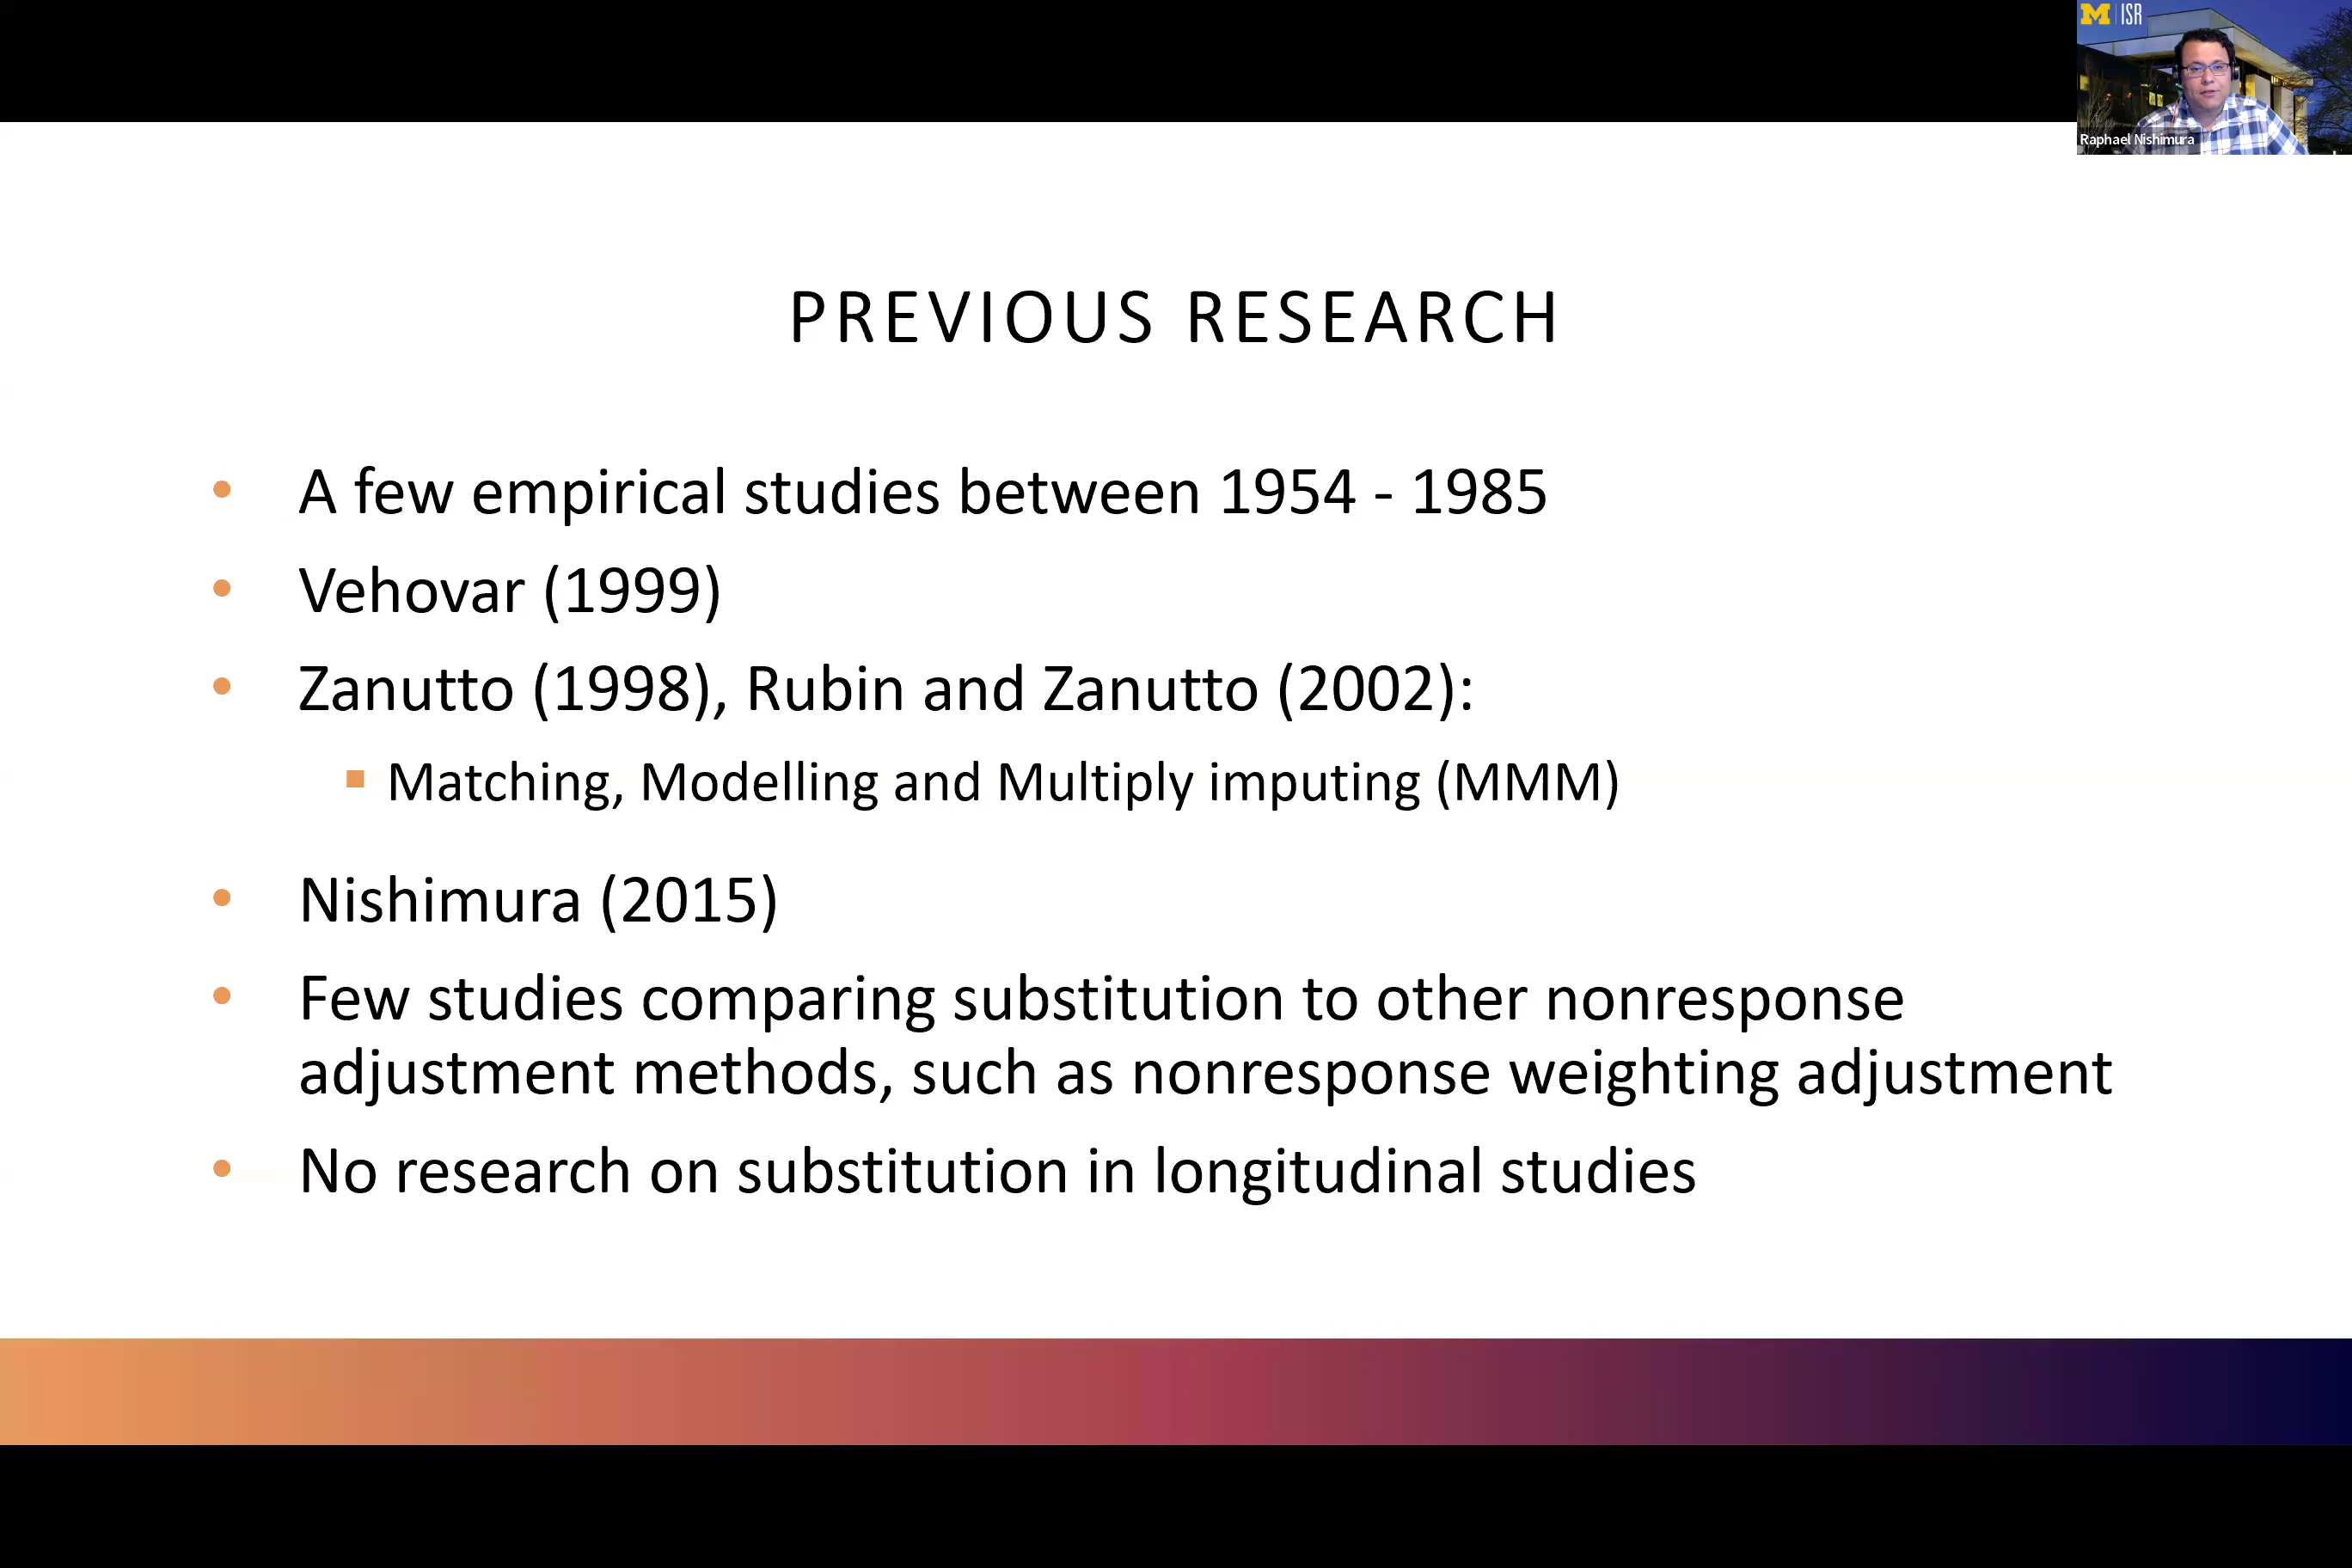 M | ISR
Raphael Nishimura
PREVIOUS RESEARCH
• A few empirical studies between 1954 - 1985
• Vehovar (1999)
• Zanutto (1998), Rubin and Zanutto (2002):
▪ Matching, Modelling and Multiply imputing (MMM)
• Nishimura (2015)
• Few studies comparing substitution to other nonresponse
adjustment methods, such as nonresponse weighting adjustment
• No research on substitution in longitudinal studies